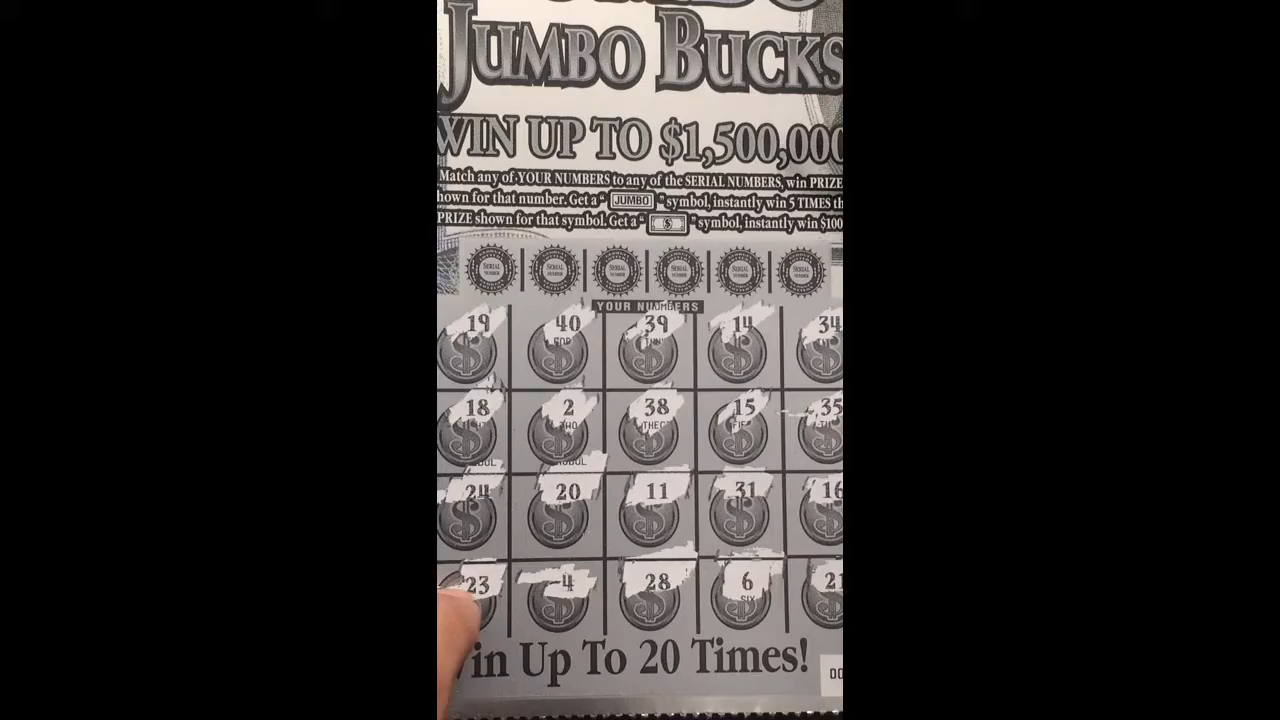 JUMBO BUCKS
WIN UP TO $1,500,000
Match any of YOUR NUMBERS to any of the SERIAL NUMBERS, win PRIZE
hown for that number. Get a " JUMBO " symbol, instantly win 5 TIMES th
PRIZE shown for that symbol. Get a " $ " symbol, instantly win $100
SERIAL NUMBER SERIAL NUMBER SERIAL NUMBER SERIAL NUMBER SERIAL NUMBER SERIAL NUMBER
YOUR NUMBERS
19 40 39 14 34
18 2 38 15 35
24 20 11 31 16
23 4 28 6 21
SIX
in Up To 20 Times!
00